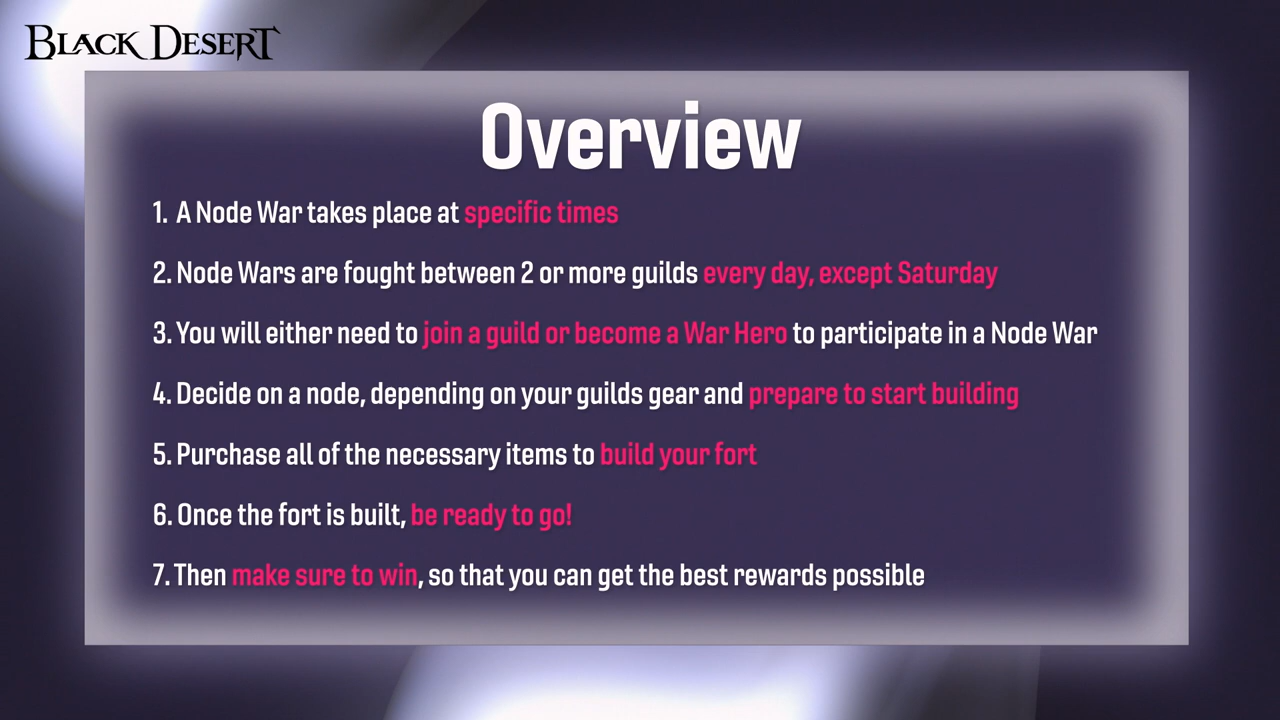 BLACK DESERT
Overview
1. A Node War takes place at specific times
2. Node Wars are fought between 2 or more guilds every day, except Saturday
3. You will either need to join a guild or become a War Hero to participate in a Node War
4. Decide on a node, depending on your guilds gear and prepare to start building
5. Purchase all of the necessary items to build your fort
6. Once the fort is built, be ready to go!
7. Then make sure to win, so that you can get the best rewards possible